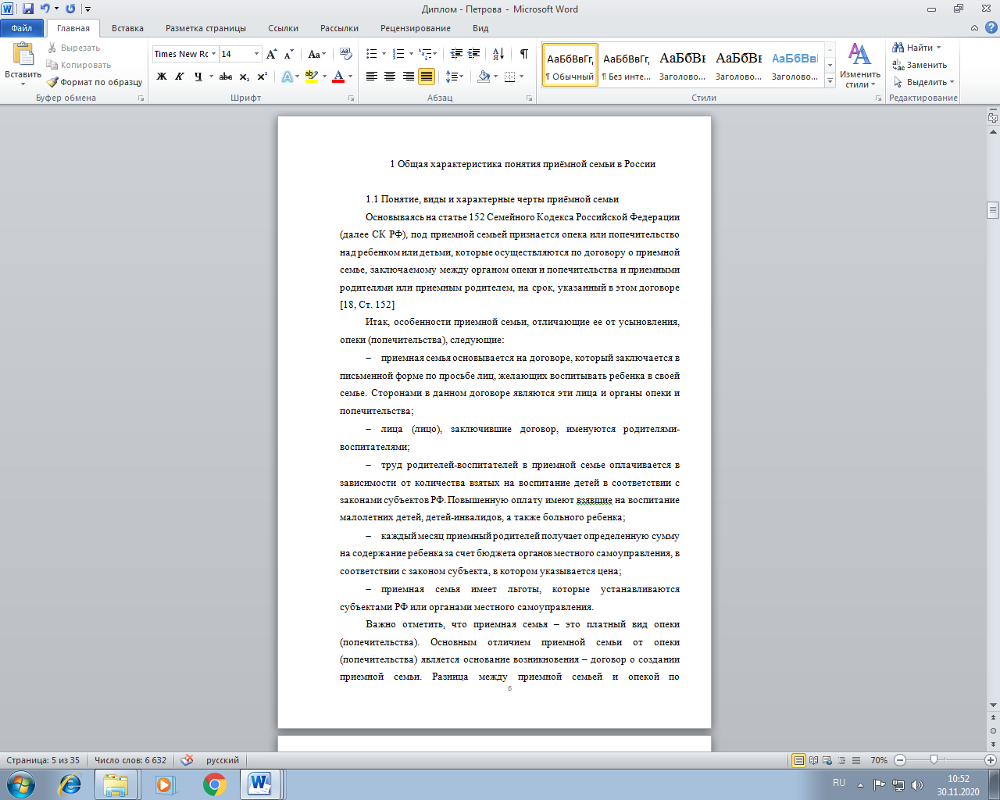 Диплом - Петрова - Microsoft Word
Файл Главная Вставка Разметка страницы Ссылки Рассылки Рецензирование Вид
Вставить
Вырезать
Копировать
Формат по образцу
Буфер обмена
Times New Rc 14
Шрифт
Абзац
АаБбВвГг, АаБбВвГг, АаБбВв АаБбВв АаБбВвІ
¶ Обычный ¶ Без инте... Заголово... Заголово... Заголово...
Стили
Изменить стили
Найти
Заменить
Выделить
Редактирование
1 Общая характеристика понятия приёмной семьи в России
1.1 Понятие, виды и характерные черты приёмной семьи
Основываясь на статье 152 Семейного Кодекса Российской Федерации
(далее СК РФ), под приемной семьей признается опека или попечительство
над ребенком или детьми, которые осуществляются по договору о приемной
семье, заключаемому между органом опеки и попечительства и приемными
родителями или приемным родителем, на срок, указанный в этом договоре
[18, Ст. 152]
Итак, особенности приемной семьи, отличающие ее от усыновления,
опеки (попечительства), следующие:
– приемная семья основывается на договоре, который заключается в
письменной форме по просьбе лиц, желающих воспитывать ребенка в своей
семье. Сторонами в данном договоре являются эти лица и органы опеки и
попечительства;
– лица (лицо), заключившие договор, именуются родителями-
воспитателями;
– труд родителей-воспитателей в приемной семье оплачивается в
зависимости от количества взятых на воспитание детей в соответствии с
законами субъектов РФ. Повышенную оплату имеют взявшие на воспитание
малолетних детей, детей-инвалидов, а также больного ребенка;
– каждый месяц приемный родителей получает определенную сумму
на содержание ребенка за счет бюджета органов местного самоуправления, в
соответствии с законом субъекта, в котором указывается цена;
– приемная семья имеет льготы, которые устанавливаются
субъектами РФ или органами местного самоуправления.
Важно отметить, что приемная семья – это платный вид опеки
(попечительства). Основным отличием приемной семьи от опеки
(попечительства) является основание возникновения – договор о создании
приемной семьи. Разница между приемной семьей и опекой по
6
Страница: 5 из 35 Число слов: 6 632 русский 70%
RU 10:52
30.11.2020